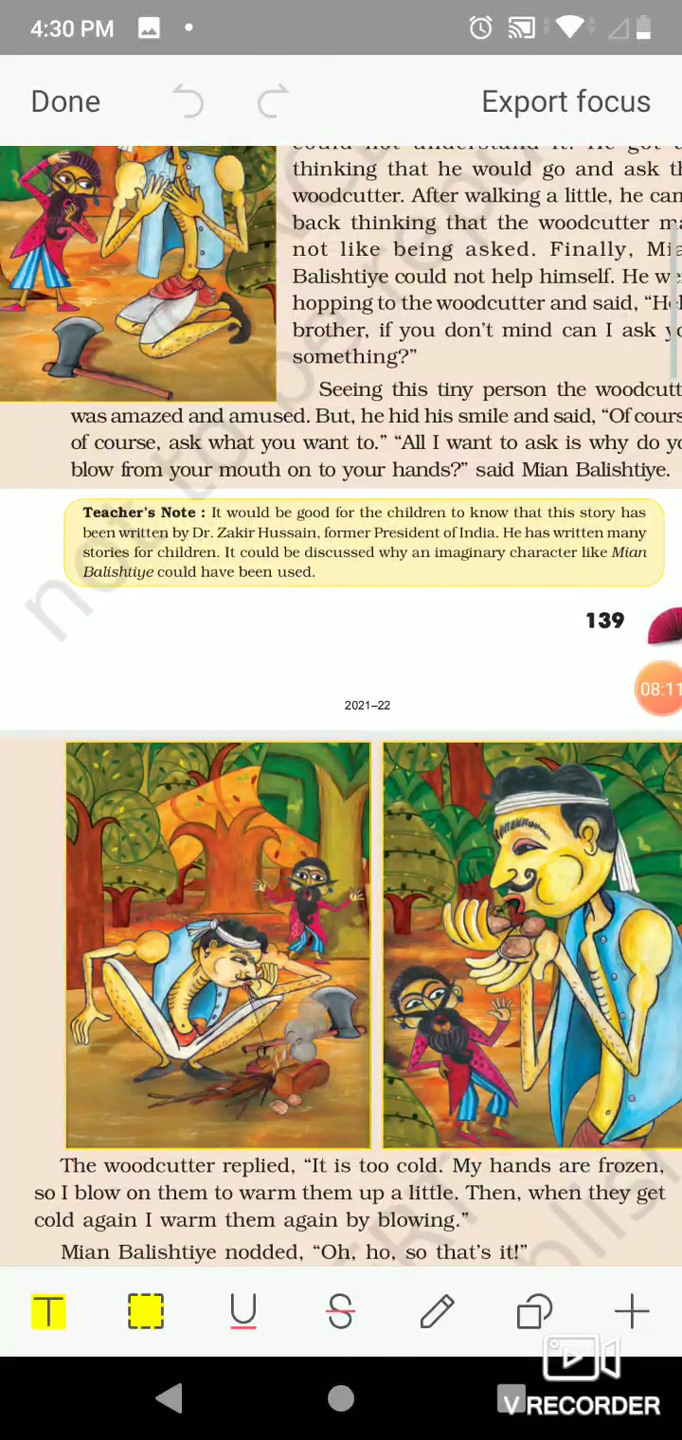 4:30 PM
Done
Export focus
could not understand it. He got
thinking that he would go and ask
woodcutter. After walking a little, he
back thinking that the woodcutter
not like being asked. Finally,
Balishtiye could not help himself. He
hopping to the woodcutter and said,
brother, if you don't mind can I ask
something?”
Seeing this tiny person the
was amazed and amused. But, he hid his smile and said, “Of
of course, ask what you want to.” “All I want to ask is why do
blow from your mouth on to your hands?” said Mian Balishtiye.
Teacher's Note : It would be good for the children to know that this story has
been written by Dr. Zakir Hussain, former President of India. He has written many
stories for children. It could be discussed why an imaginary character like Mian
Balishtiye could have been used.
139
08:11
2021–22
The woodcutter replied, “It is too cold. My hands are frozen,
so I blow on them to warm them up a little. Then, when they get
cold again I warm them again by blowing.”
Mian Balishtiye nodded, “Oh, ho, so that's it!”
T
U
S
V RECORDER
not to be